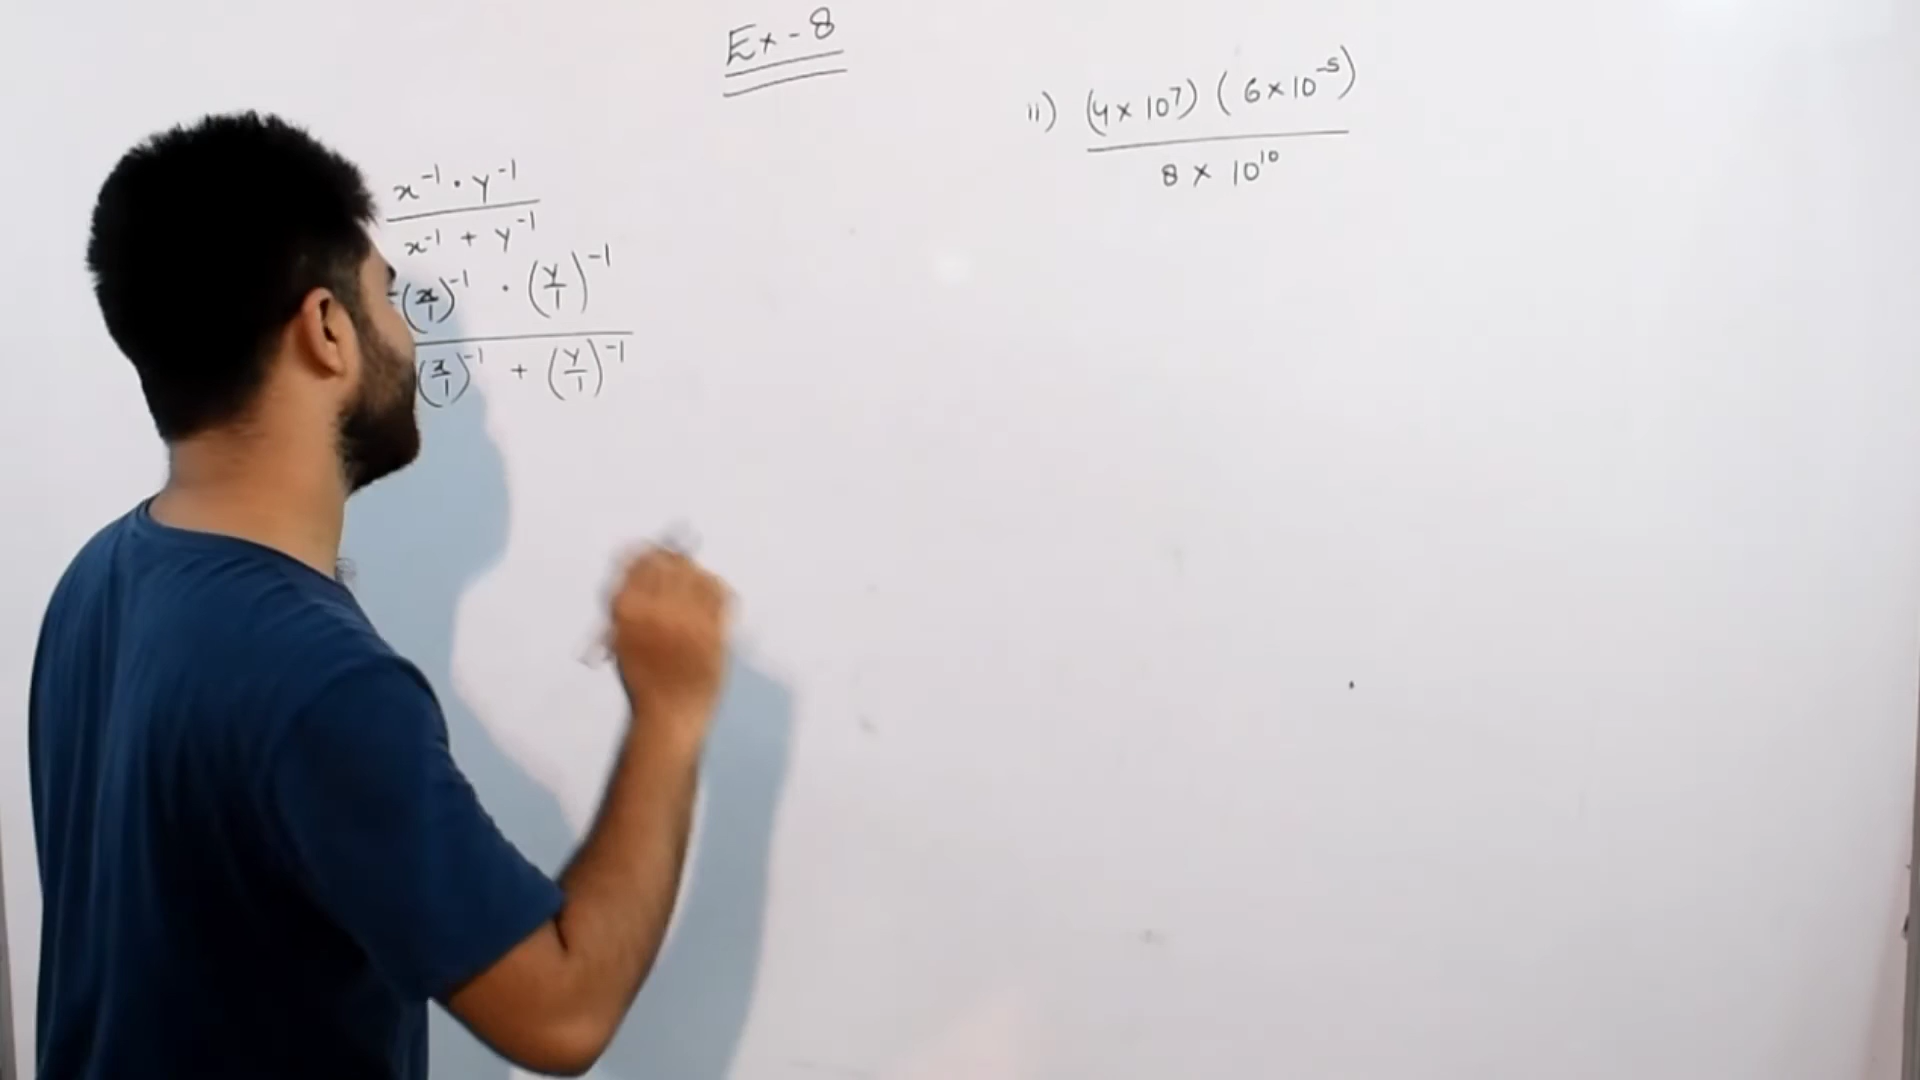 Ex - 8
x⁻¹ · y⁻¹
x⁻¹ + y⁻¹
(x/1)⁻¹ · (y/1)⁻¹
(x/1)⁻¹ + (y/1)⁻¹
ii) (4 × 10⁷) ( 6 × 10⁻⁵)
8 × 10¹⁰